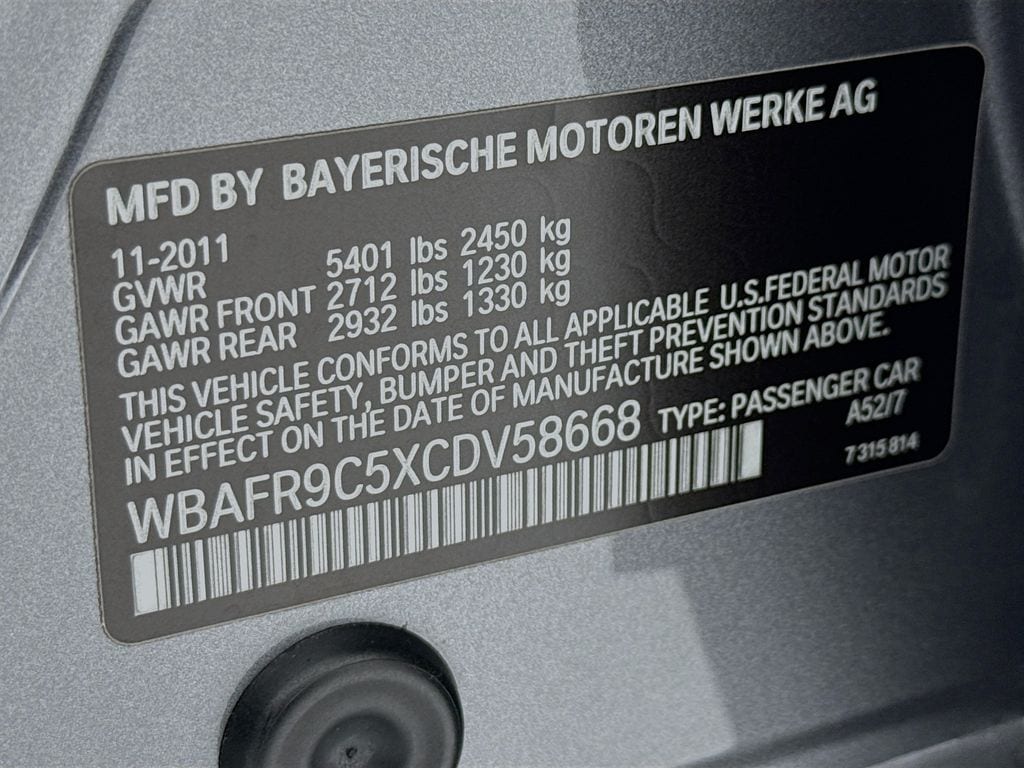 MFD BY BAYERISCHE MOTOREN WERKE AG
11-2011
GVWR 5401 lbs 2450 kg
GAWR FRONT 2712 lbs 1230 kg
GAWR REAR 2932 lbs 1330 kg
THIS VEHICLE CONFORMS TO ALL APPLICABLE U.S.FEDERAL MOTOR
VEHICLE SAFETY, BUMPER AND THEFT PREVENTION STANDARDS
IN EFFECT ON THE DATE OF MANUFACTURE SHOWN ABOVE.
WBAFR9C5XCDV58668 TYPE: PASSENGER CAR
A52/7
7 315 814